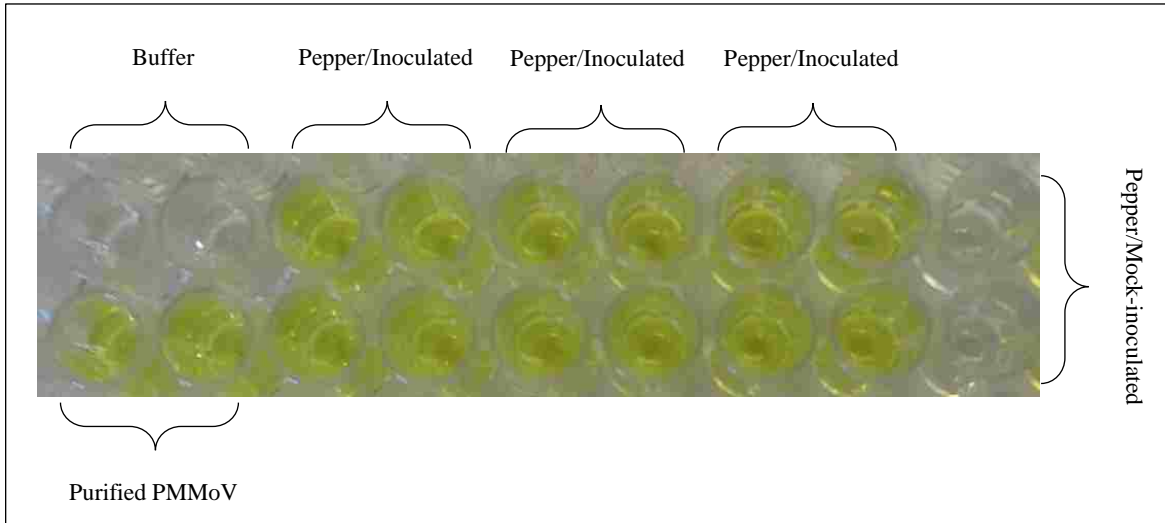 Buffer
Pepper/Inoculated
Pepper/Inoculated
Pepper/Inoculated
Pepper/Mock-inoculated
Purified PMMoV